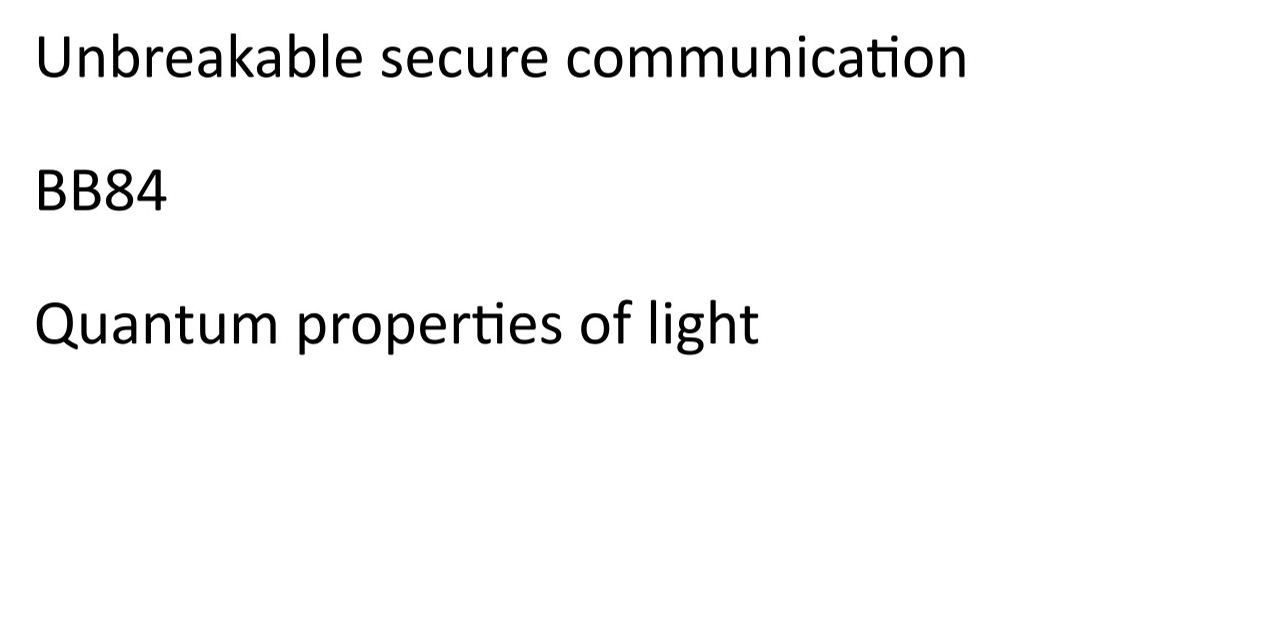 Unbreakable secure communication
BB84
Quantum properties of light